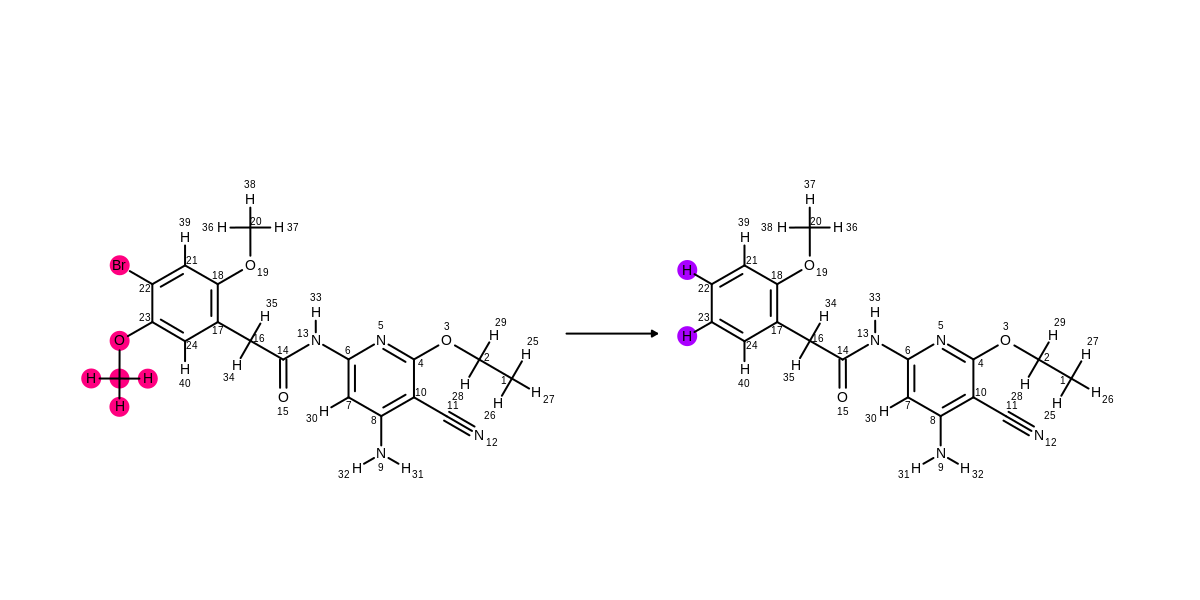 38 37
H H
39 36 H 20 H 37 39 38 H 20 H 36
H H
Br 21 O 19 H 21 O 19
22 18 22 18
23 35 33 23 34 33
O 17 H H 5 3 29 25 H 17 H H 5 3 29 27
24 16 13 N N O H H 24 16 13 N N O H H
H H H H 14 6 4 2 1 H H 14 6 4 2 1
40 34 H H 27 40 35 H H 26
H O 7 10 28 H 26 O 7 10 28 H 25
15 30 H 8 11 N 12 15 30 H 8 11 N 12
N N
32 H 9 H 31 31 H 9 H 32